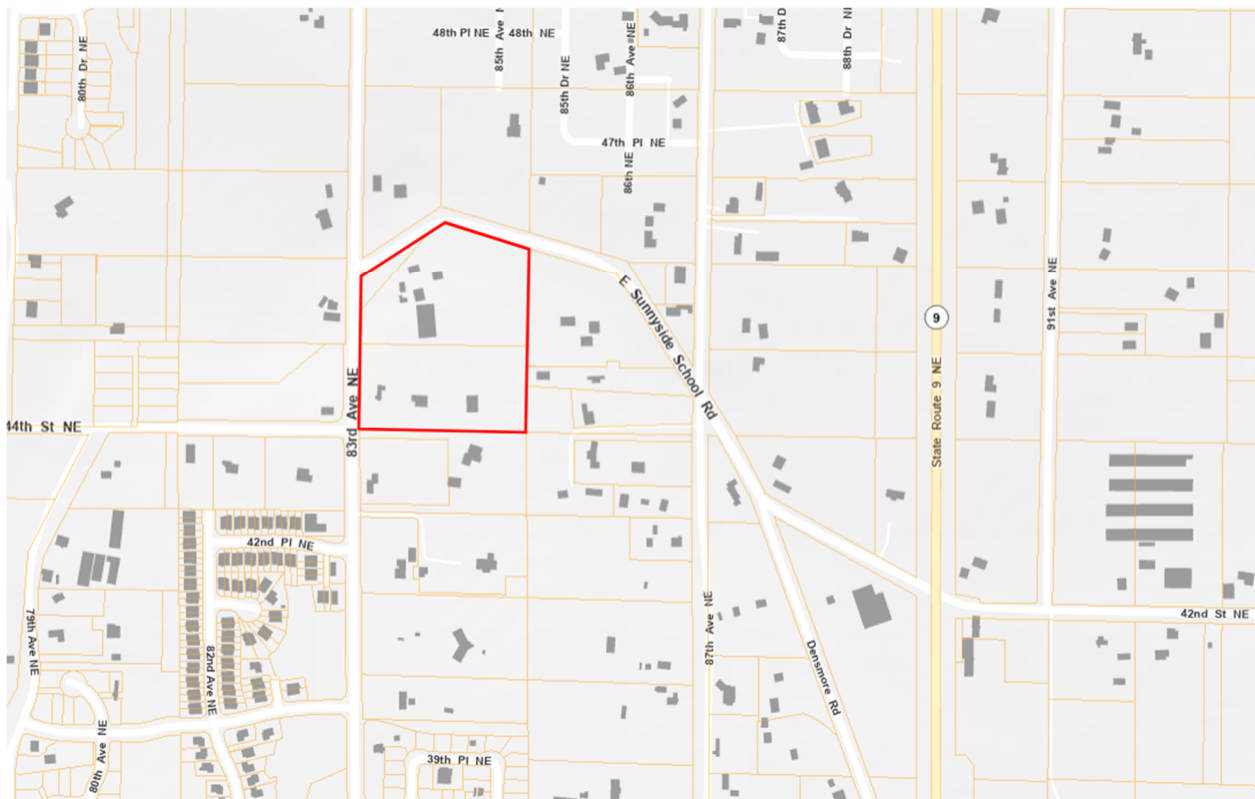 80th Dr NE
48th Pl NE
48th NE
85th Ave N
85th Dr NE
86th Ave NE
87th D
88th Dr NE
47th Pl NE
86th NE
E Sunnyside School Rd
91st Ave NE
9
State Route 9 NE
44th St NE
83rd Ave NE
42nd Pl NE
79th Ave NE
82nd Ave NE
87th Ave NE
Densmore Rd
42nd St NE
80th Ave NE
39th Pl NE